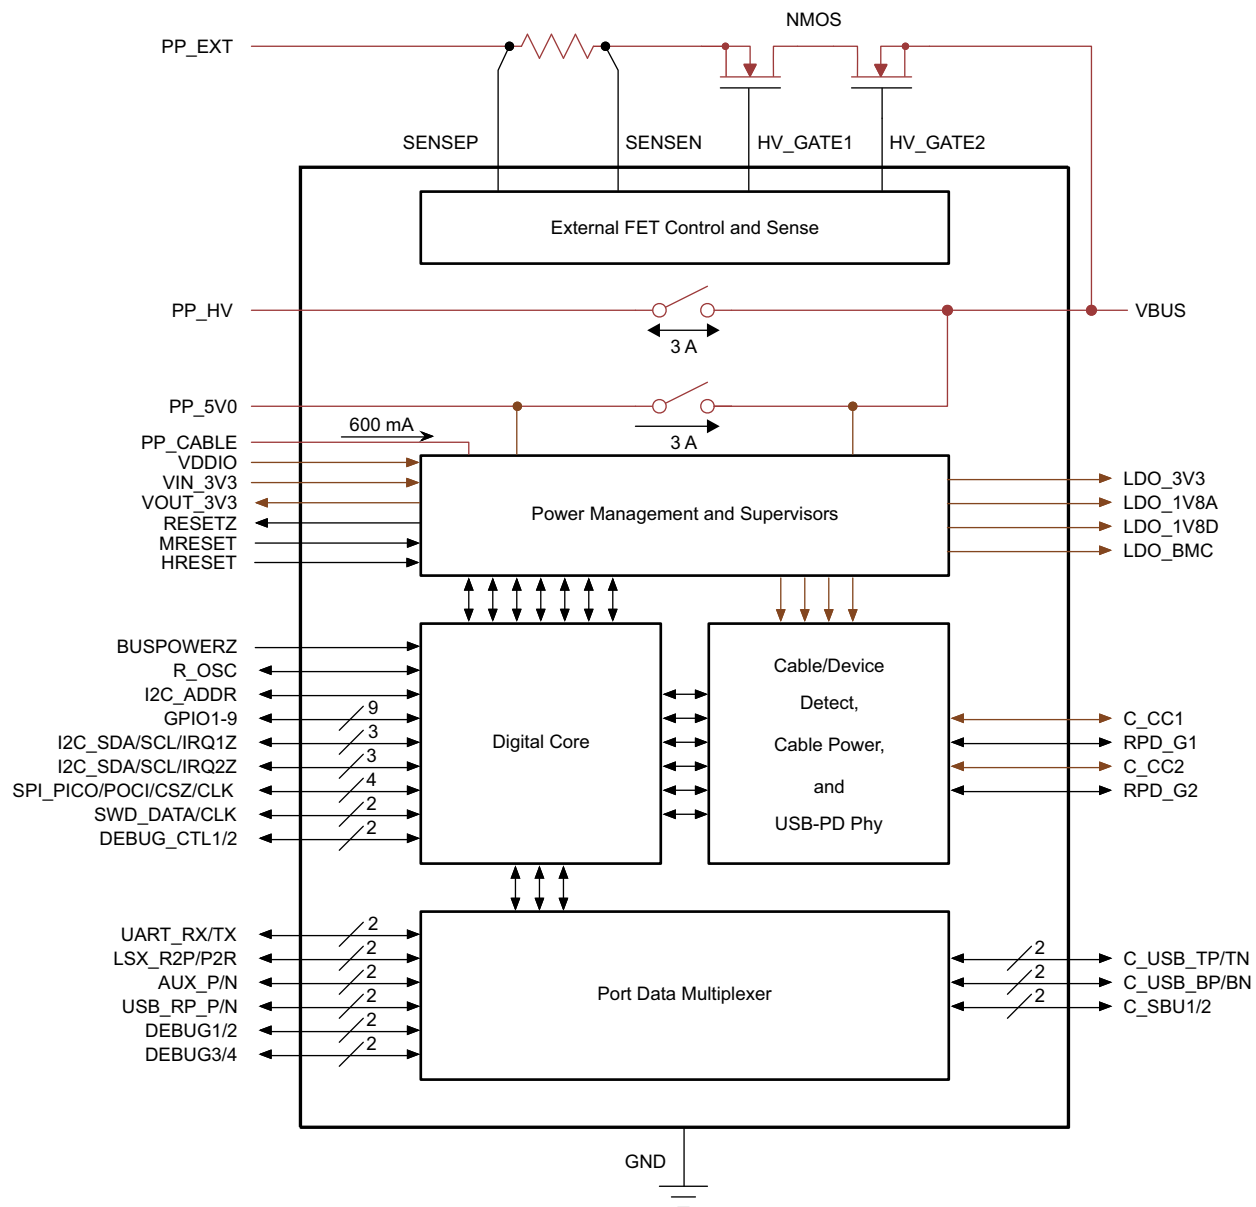 NMOS
PP_EXT
SENSEP
SENSEN
HV_GATE1
HV_GATE2
External FET Control and Sense
PP_HV
VBUS
3 A
PP_5V0
600 mA
3 A
PP_CABLE
VDDIO
VIN_3V3
VOUT_3V3
RESETZ
MRESET
HRESET
Power Management and Supervisors
LDO_3V3
LDO_1V8A
LDO_1V8D
LDO_BMC
BUSPOWERZ
R_OSC
I2C_ADDR
GPIO1-9
9
I2C_SDA/SCL/IRQ1Z
3
I2C_SDA/SCL/IRQ2Z
3
SPI_PICO/POCI/CSZ/CLK
4
SWD_DATA/CLK
2
DEBUG_CTL1/2
2
Digital Core
Cable/Device
Detect,
Cable Power,
and
USB-PD Phy
C_CC1
RPD_G1
C_CC2
RPD_G2
UART_RX/TX
2
LSX_R2P/P2R
2
AUX_P/N
2
USB_RP_P/N
2
DEBUG1/2
2
DEBUG3/4
2
Port Data Multiplexer
2
C_USB_TP/TN
2
C_USB_BP/BN
2
C_SBU1/2
GND